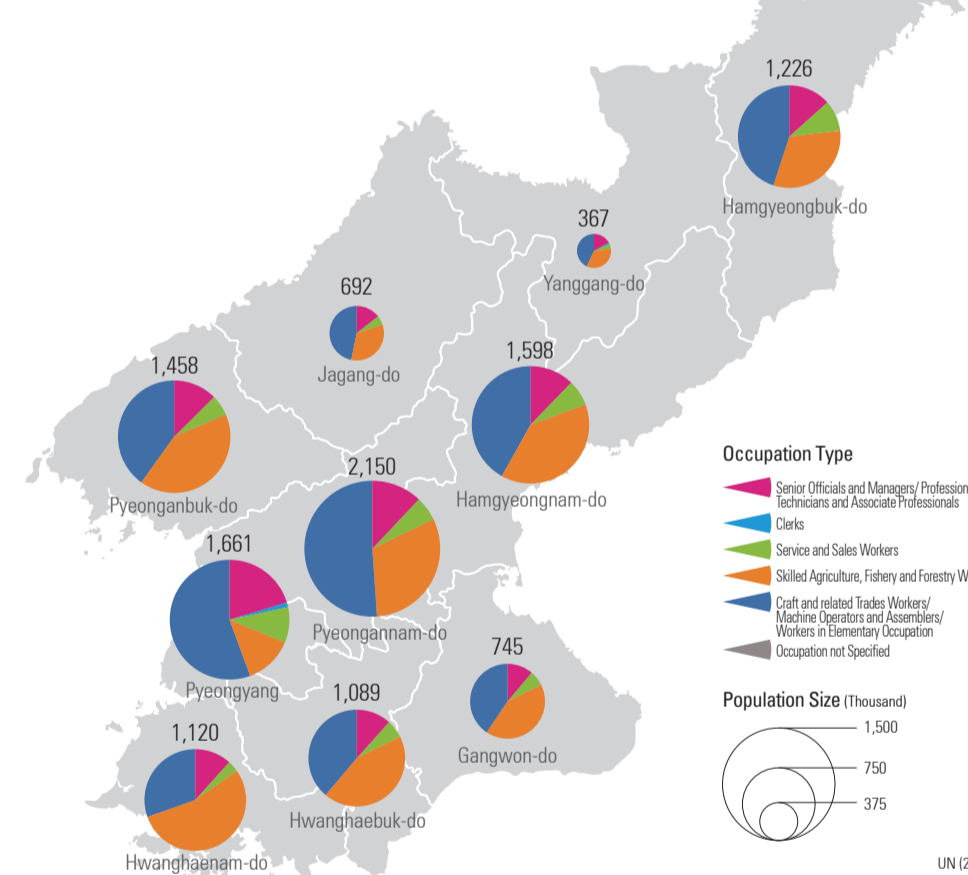 1,226
Hamgyeongbuk-do
367
Yanggang-do
692
Jagang-do
1,598
Hamgyeongnam-do
1,458
Pyeonganbuk-do
2,150
Pyeongannam-do
1,661
Pyeongyang
745
Gangwon-do
1,089
Hwanghaebuk-do
1,120
Hwanghaenam-do
Occupation Type
Senior Officials and Managers/
Technicians and Associate Professionals
Clerks
Service and Sales Workers
Skilled Agriculture, Fishery and Forestry
Craft and related Trades Workers/
Machine Operators and Assemblers/
Workers in Elementary Occupation
Occupation not Specified
Population Size (Thousand)
1,500
750
375
UN